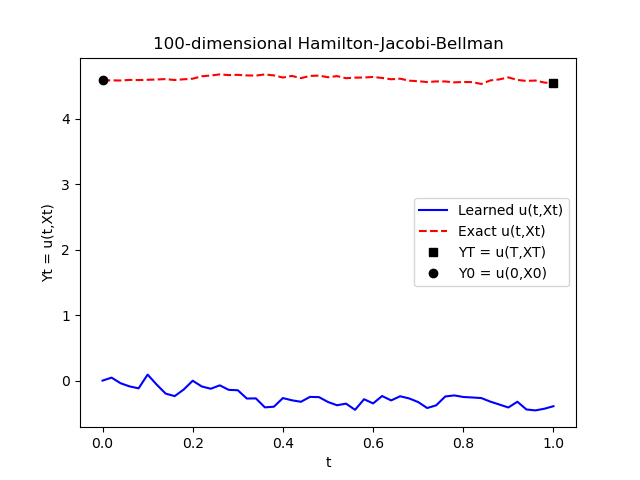 100-dimensional Hamilton-Jacobi-Bellman
Yt = u(t,Xt)
4
3
2
1
0
Learned u(t,Xt)
Exact u(t,Xt)
YT = u(T,XT)
Y0 = u(0,X0)
0.0 0.2 0.4 0.6 0.8 1.0
t